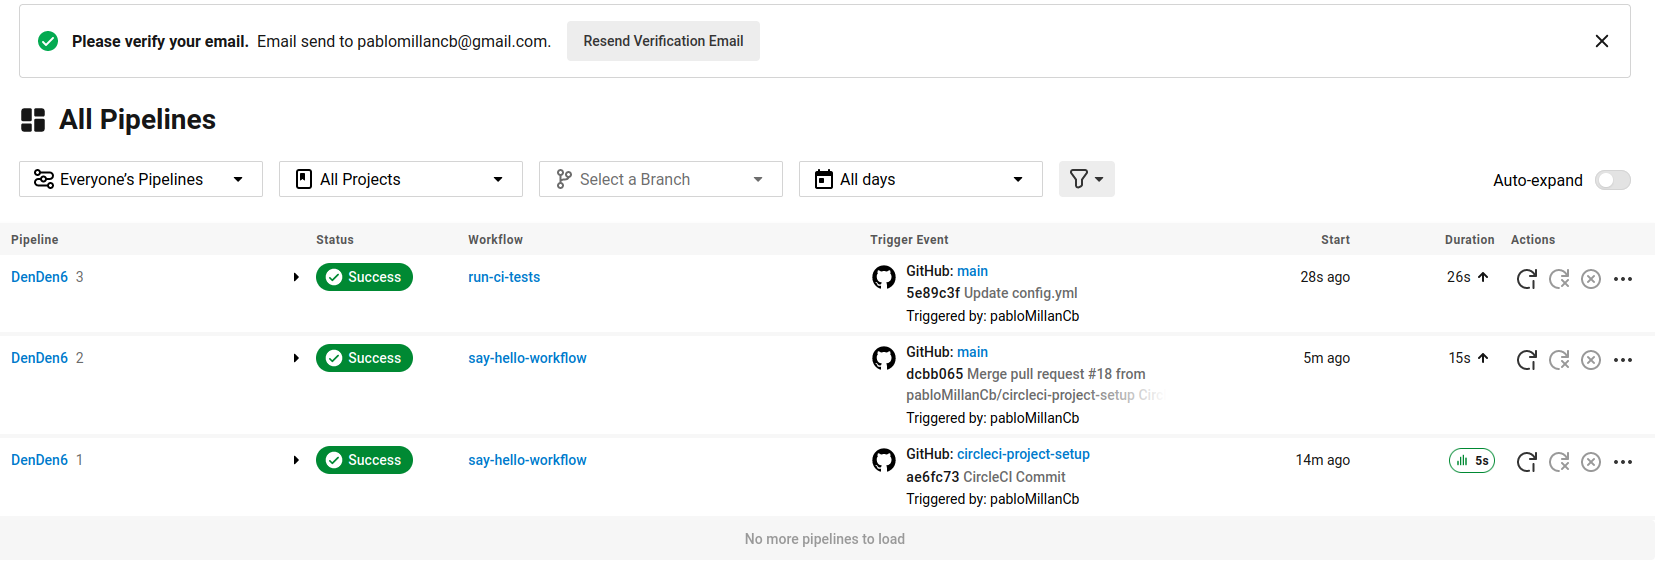 Please verify your email. Email send to pablomillancb@gmail.com. Resend Verification Email
All Pipelines
Everyone's Pipelines All Projects Select a Branch All days Auto-expand
Pipeline Status Workflow Trigger Event Start Duration Actions
DenDen6 3 Success run-ci-tests GitHub: main 28s ago 26s
5e89c3f Update config.yml
Triggered by: pabloMillanCb
DenDen6 2 Success say-hello-workflow GitHub: main 5m ago 15s
dcbb065 Merge pull request #18 from
pabloMillanCb/circleci-project-setup Circ
Triggered by: pabloMillanCb
DenDen6 1 Success say-hello-workflow GitHub: circleci-project-setup 14m ago 5s
ae6fc73 CircleCI Commit
Triggered by: pabloMillanCb
No more pipelines to load